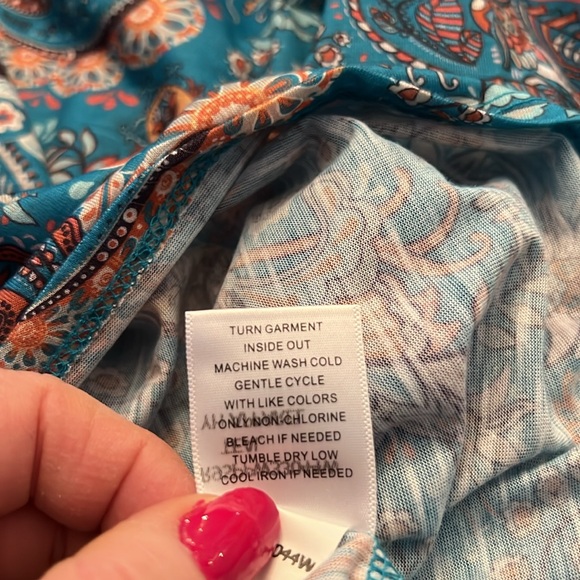 TURN GARMENT
INSIDE OUT
MACHINE WASH COLD
GENTLE CYCLE
WITH LIKE COLORS
ONLY NON-CHLORINE
BLEACH IF NEEDED
TUMBLE DRY LOW
COOL IRON IF NEEDED